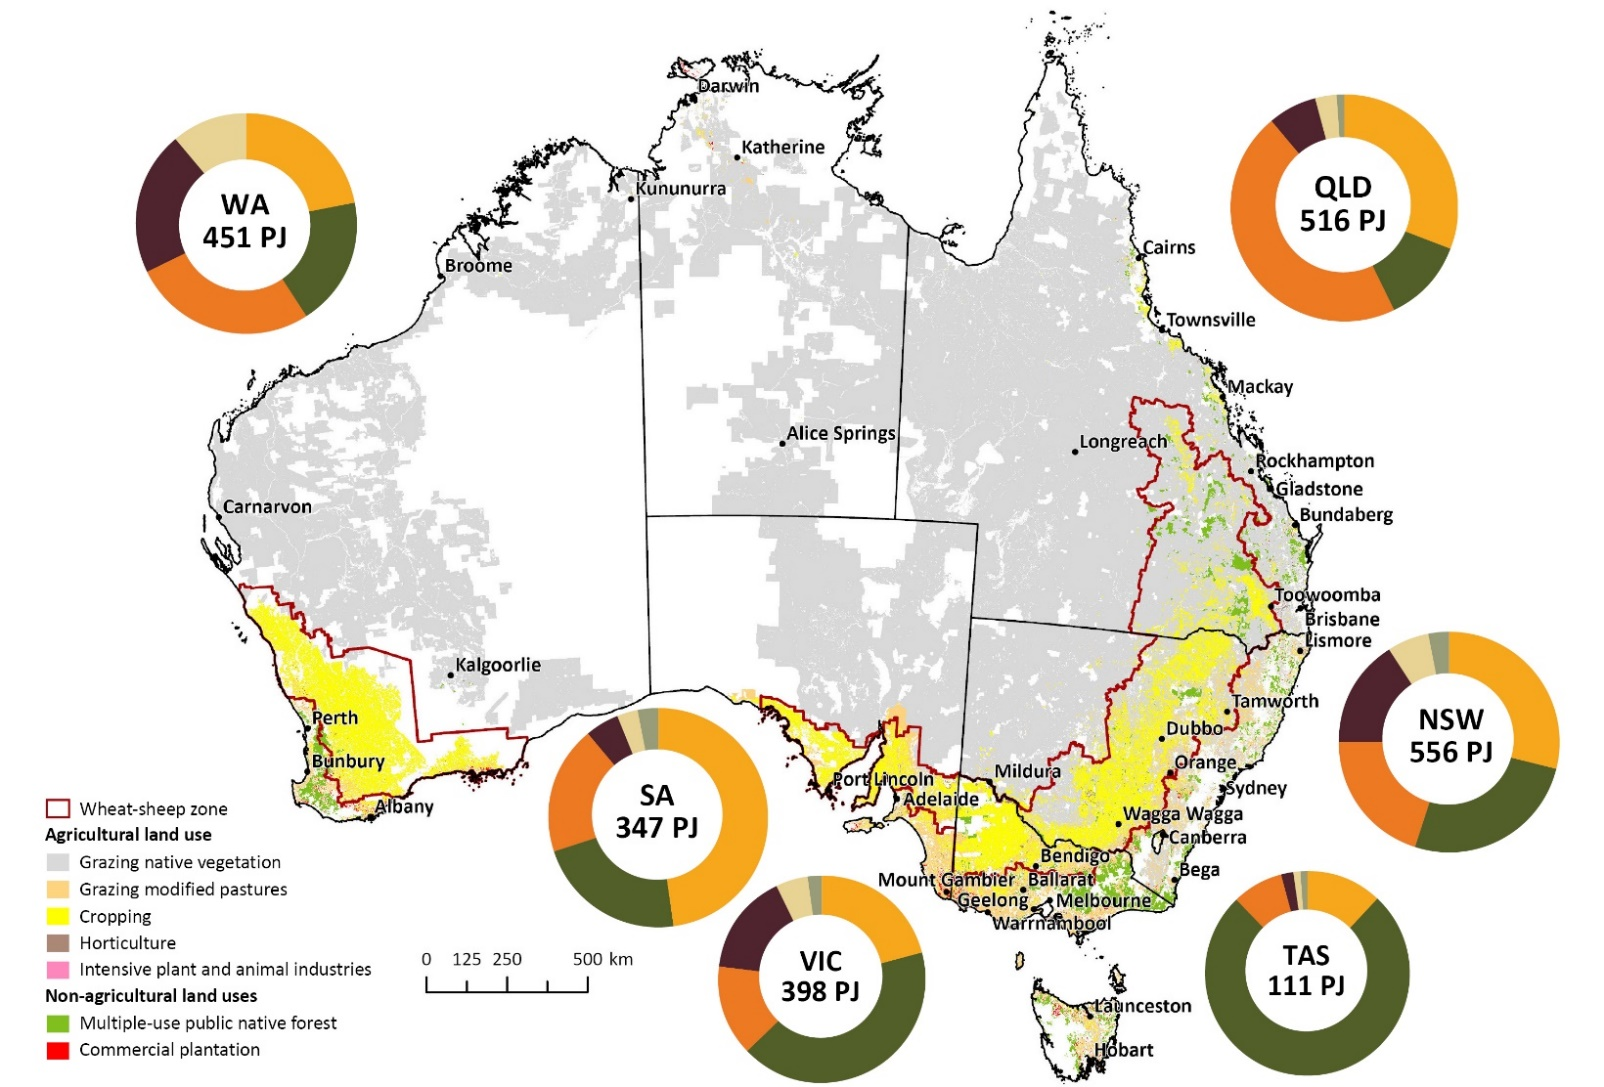 Darwin
Katherine
Kununurra
WA
451 PJ
QLD
516 PJ
Broome
Cairns
Townsville
Mackay
Alice Springs
Longreach
Rockhampton
Gladstone
Carnarvon
Bundaberg
Toowoomba
Brisbane
Lismore
Kalgoorlie
Tamworth
Perth
Dubbo
NSW
556 PJ
Bunbury
Orange
Mildura
Port Lincoln
Sydney
Adelaide
SA
347 PJ
Albany
Wagga Wagga
Canberra
Bendigo
Bega
Mount Gambier
Ballarat
Geelong
Melbourne
Warrnambool
VIC
398 PJ
TAS
111 PJ
Launceston
Hobart
Wheat-sheep zone
Agricultural land use
Grazing native vegetation
Grazing modified pastures
Cropping
Horticulture
Intensive plant and animal industries
Non-agricultural land uses
Multiple-use public native forest
Commercial plantation
0 125 250 500 km